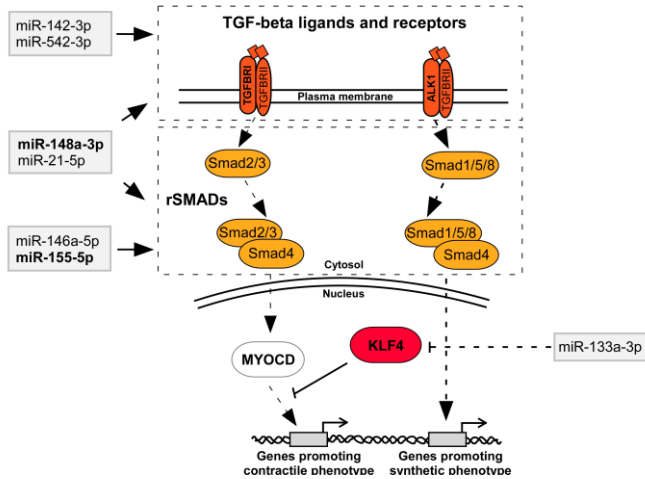 miR-142-3p
miR-542-3p
TGF-beta ligands and receptors
TGFBRI
TGFBRII
ALK1
TGFBRII
Plasma membrane
miR-148a-3p
miR-21-5p
Smad2/3
Smad1/5/8
rSMADs
miR-146a-5p
miR-155-5p
Smad2/3
Smad4
Smad1/5/8
Smad4
Cytosol
Nucleus
MYOCD
KLF4
miR-133a-3p
Genes promoting
contractile phenotype
Genes promoting
synthetic phenotype